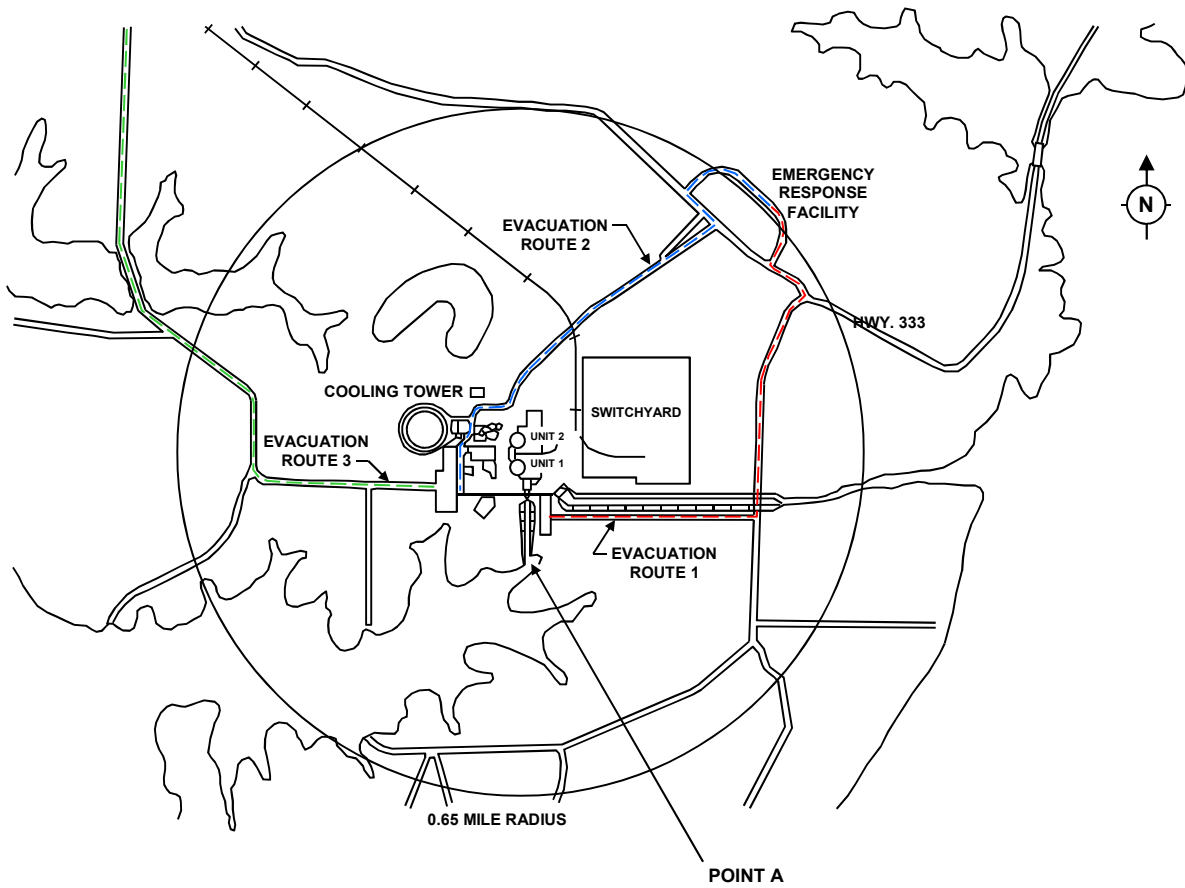 EMERGENCY
RESPONSE
FACILITY
N
EVACUATION
ROUTE 2
HWY. 333
COOLING TOWER
SWITCHYARD
UNIT 2
EVACUATION
ROUTE 3
UNIT 1
EVACUATION
ROUTE 1
0.65 MILE RADIUS
POINT A